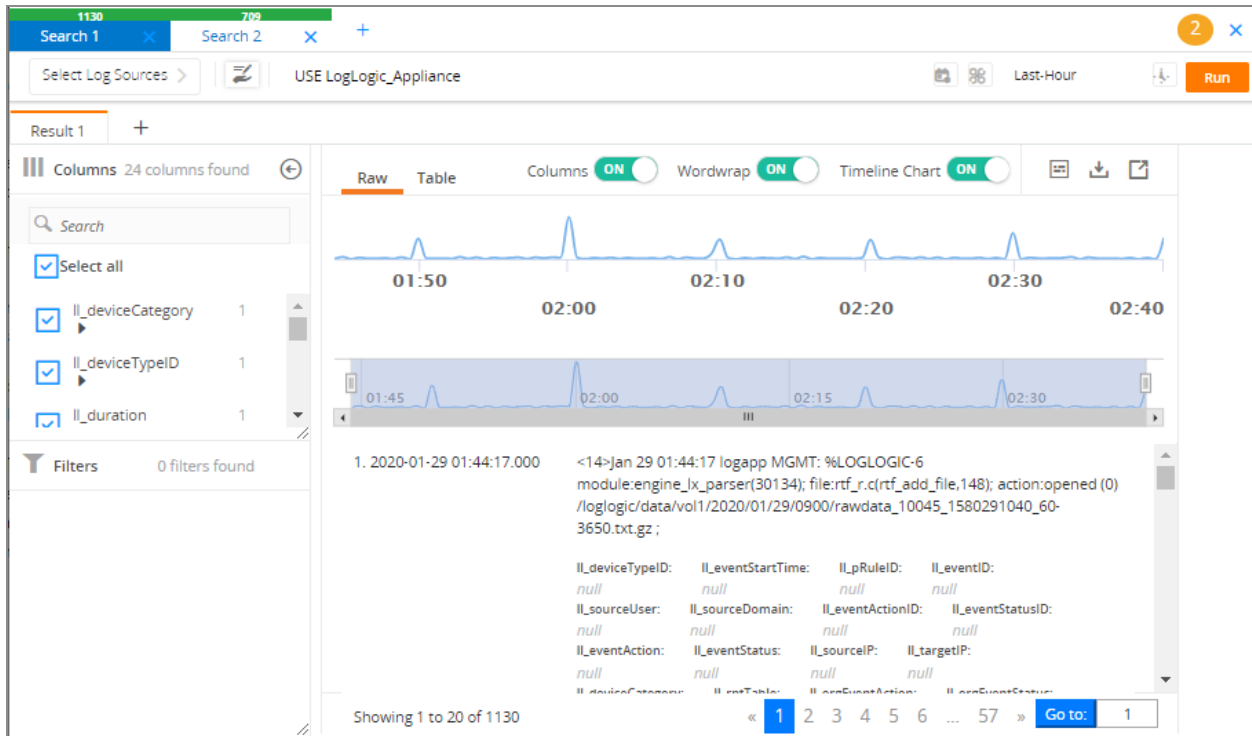 1130 709
Search 1 × Search 2 × +
2 ×
Select Log Sources > USE LogLogic_Appliance Last-Hour Run
Result 1 +
Columns 24 columns found
Raw Table Columns ON Wordwrap ON Timeline Chart ON
Search
Select all
ll_deviceCategory 1
ll_deviceTypeID 1
ll_duration 1
Filters 0 filters found
01:50 02:10 02:30
02:00 02:20 02:40
01:45 02:00 02:15 02:30
1. 2020-01-29 01:44:17.000 <14>Jan 29 01:44:17 logapp MGMT: %LOGLOGIC-6
module:engine_lx_parser(30134); file:rtf_r.c(rtf_add_file,148); action:opened (0)
/loglogic/data/vol1/2020/01/29/0900/rawdata_10045_1580291040_60-
3650.txt.gz ;
ll_deviceTypeID: ll_eventStartTime: ll_pRuleID: ll_eventID:
null null null null
ll_sourceUser: ll_sourceDomain: ll_eventActionID: ll_eventStatusID:
null null null null
ll_eventAction: ll_eventStatus: ll_sourceIP: ll_targetIP:
null null null null
ll_deviceCategory: ll_rptTable: ll_orgEventAction: ll_orgEventStatus:
Showing 1 to 20 of 1130 « 1 2 3 4 5 6 ... 57 » Go to: 1